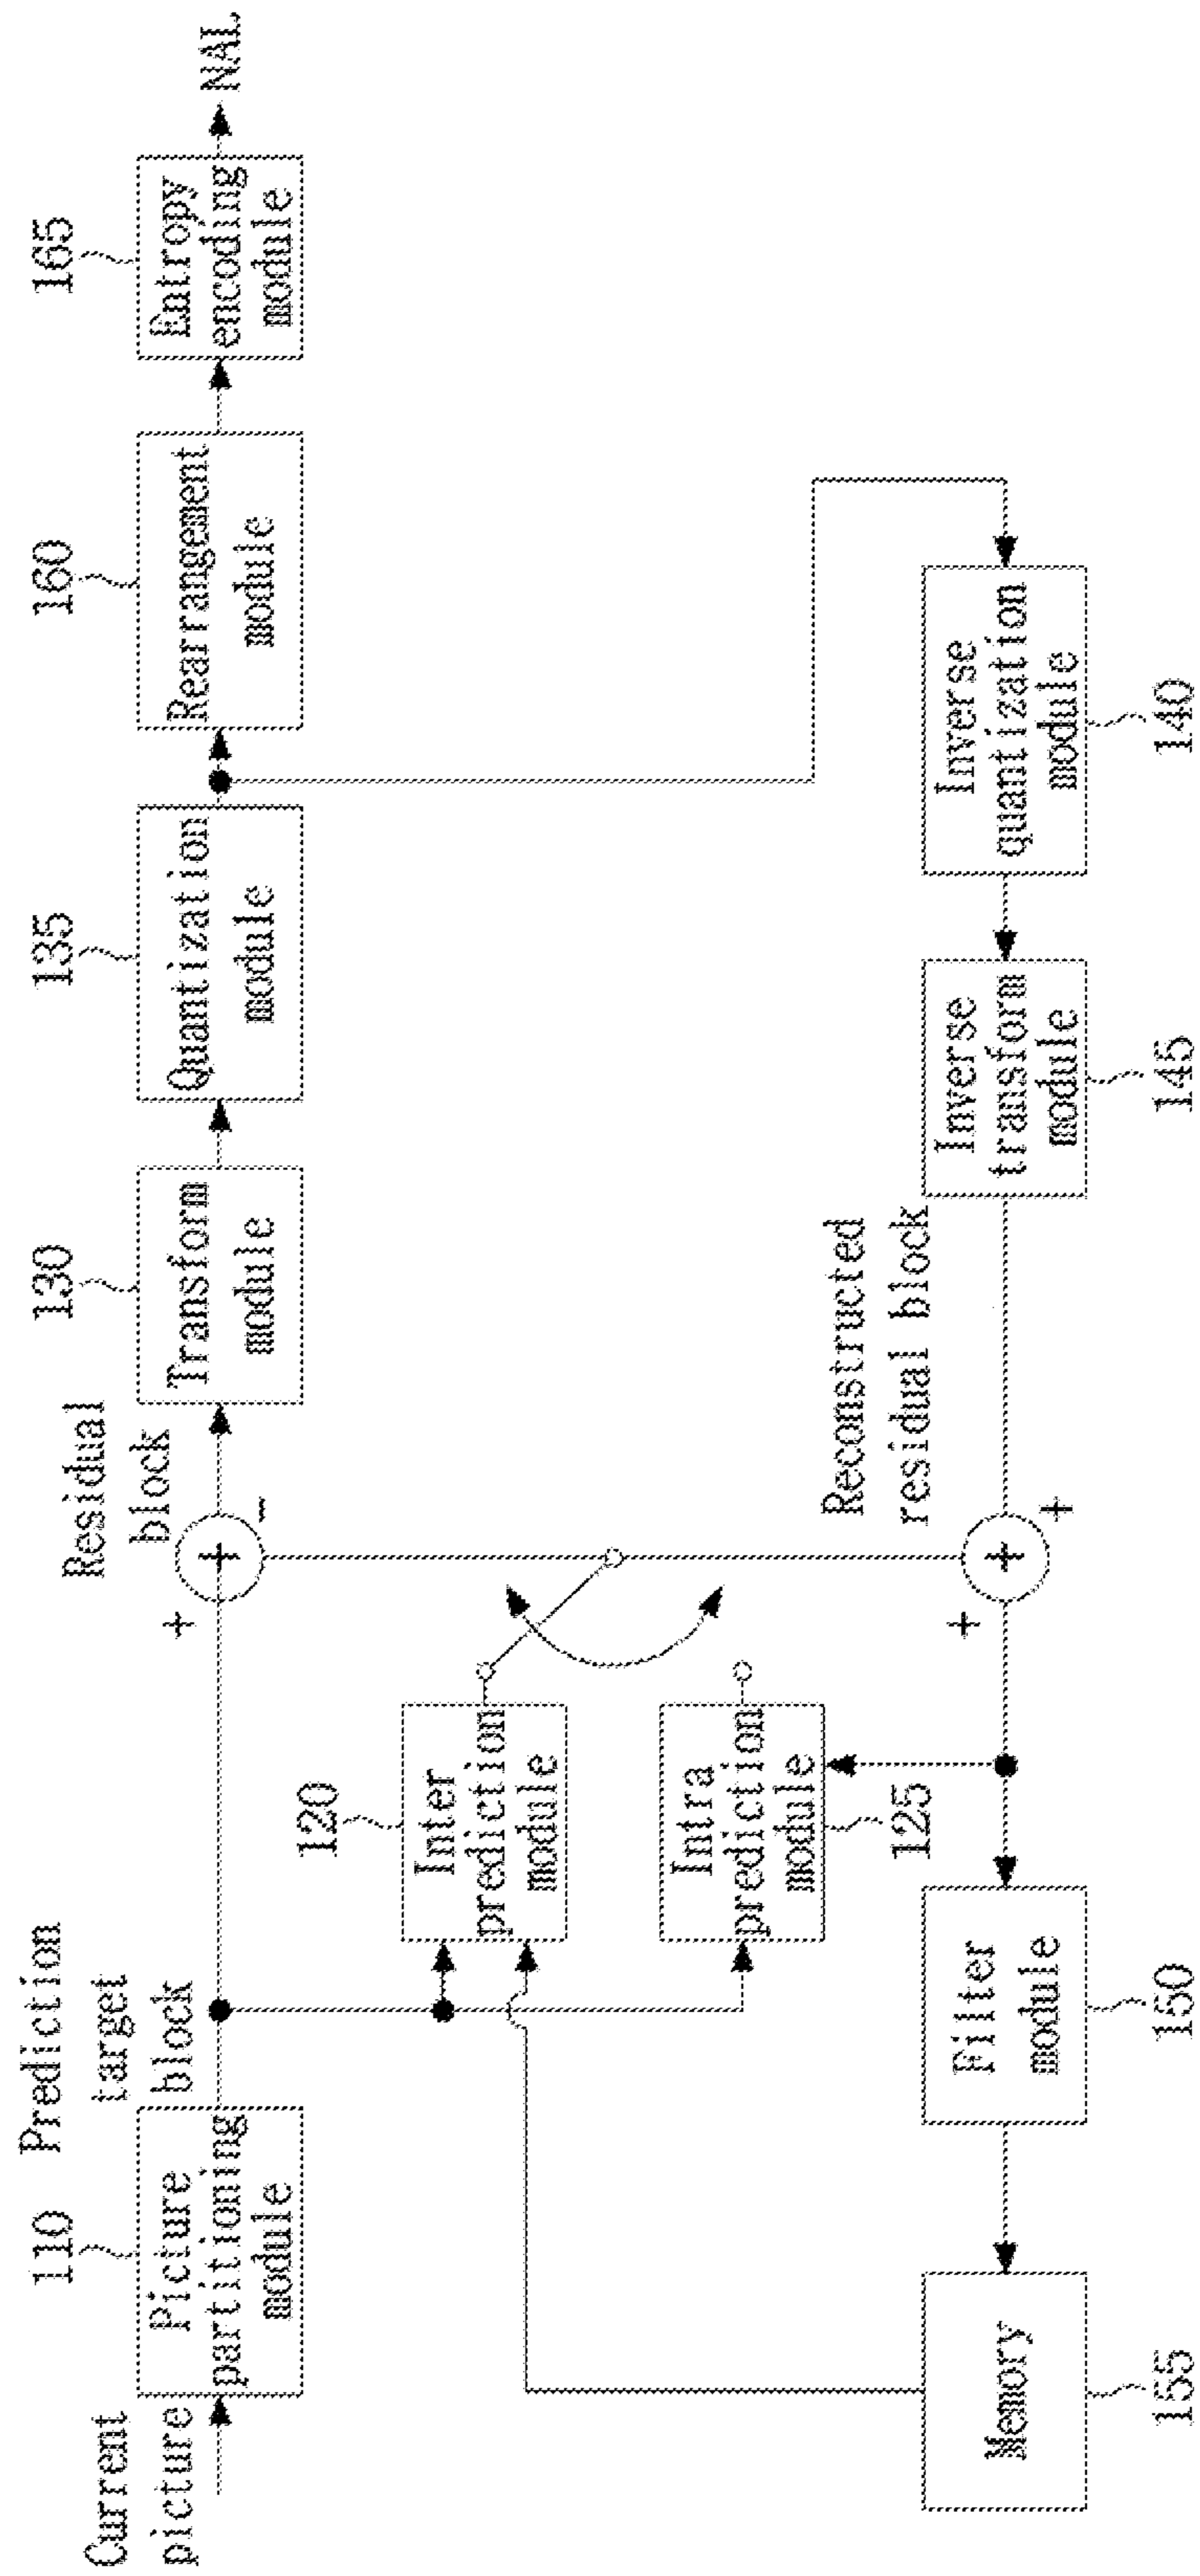 110
Prediction
target
block
Current
picture
Picture
partitioning
module
Residual
block
130
Transform
module
135
Quantization
module
160
Rearrangement
module
165
Entropy
encoding
module
NAL
+
+
-
120
Inter
prediction
module
Intra
prediction
module
125
Reconstructed
residual block
+
+
+
Memory
155
Filter
module
150
Inverse
transform
module
145
Inverse
quantization
module
140